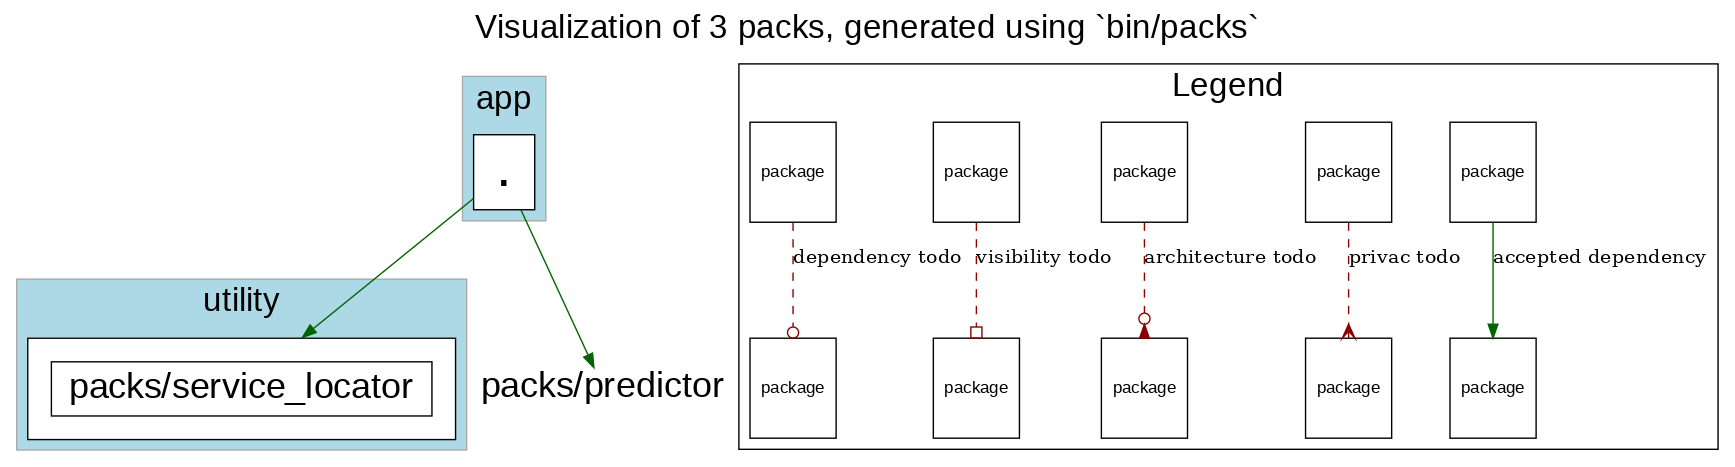 Visualization of 3 packs, generated using `bin/packs`
app
.
utility
packs/service_locator
packs/predictor
Legend
package
package
package
package
package
dependency todo
visibility todo
architecture todo
privac todo
accepted dependency
package
package
package
package
package